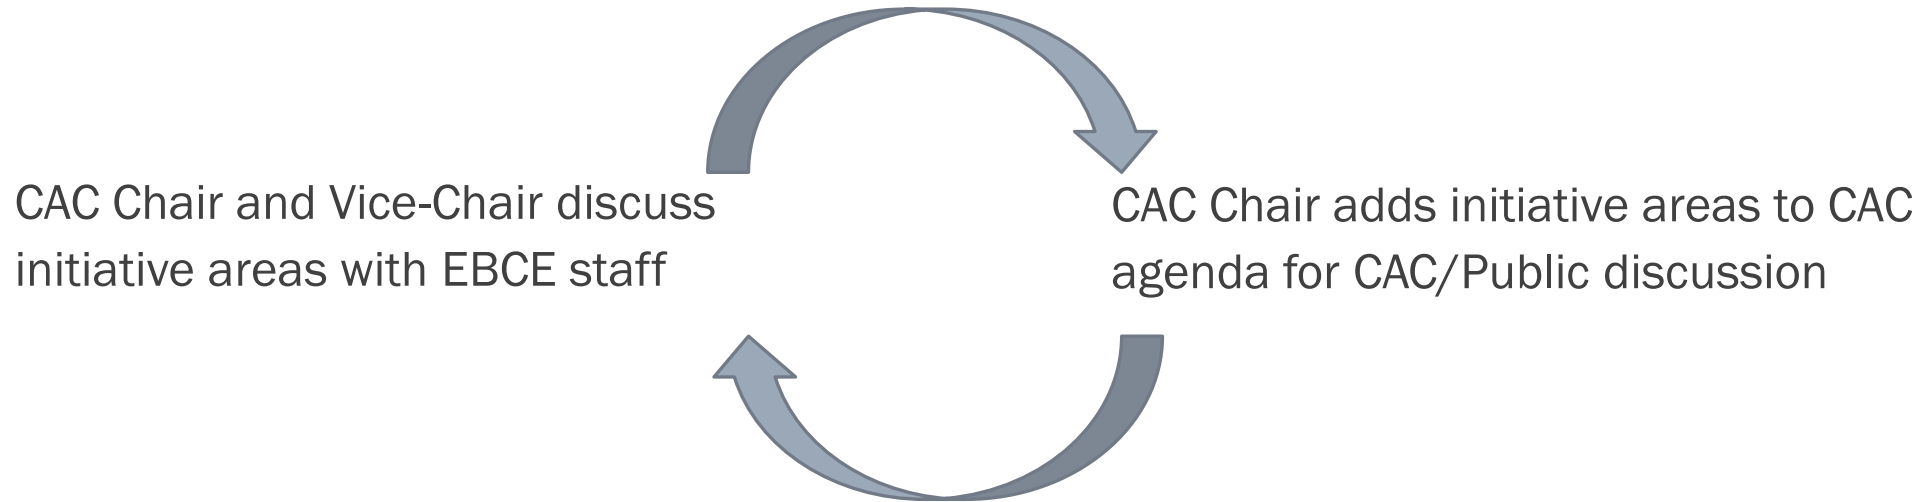 CAC Chair and Vice-Chair discuss
initiative areas with EBCE staff
CAC Chair adds initiative areas to CAC
agenda for CAC/Public discussion